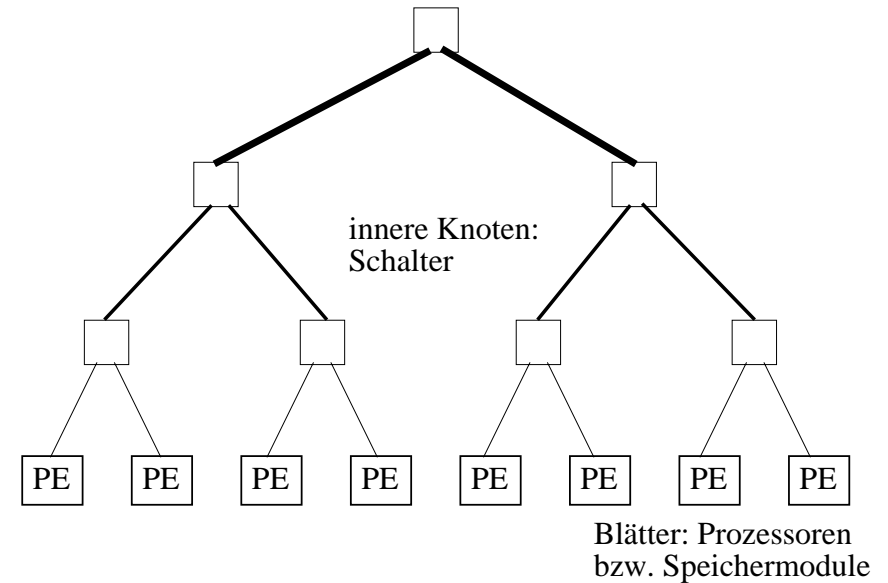 innere Knoten:
Schalter
PE PE PE PE PE PE PE PE
Blätter: Prozessoren
bzw. Speichermodule